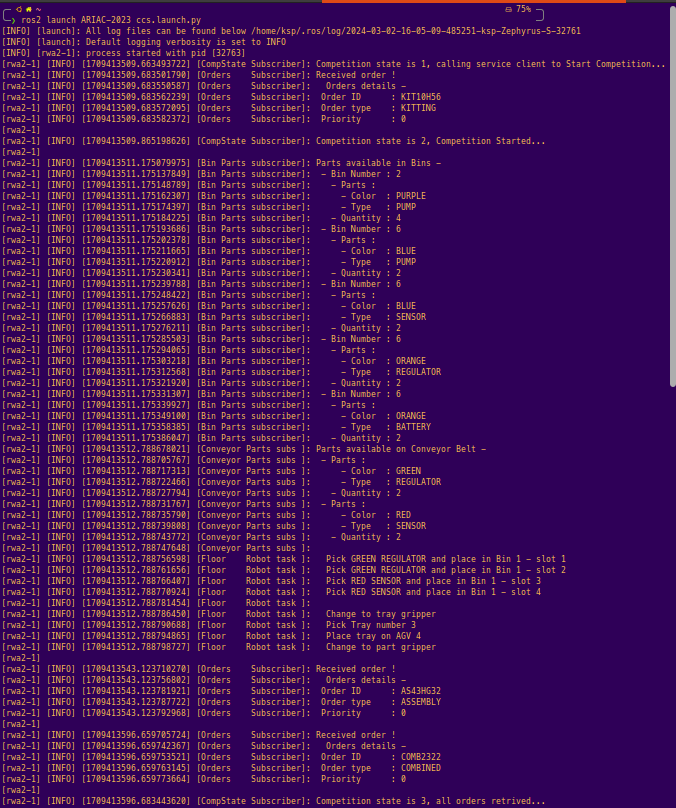 ~ 75%
❯ ros2 launch ARIAC-2023 ccs.launch.py
[INFO] [launch]: All log files can be found below /home/ksp/.ros/log/2024-03-02-16-05-09-485251-ksp-Zephyrus-S-32761
[INFO] [launch]: Default logging verbosity is set to INFO
[INFO] [rwa2-1]: process started with pid [32763]
[rwa2-1] [INFO] [1709413509.663493722] [CompState Subscriber]: Competition state is 1, calling service client to Start Competition...
[rwa2-1] [INFO] [1709413509.683501790] [Orders    Subscriber]: Received order !
[rwa2-1] [INFO] [1709413509.683550587] [Orders    Subscriber]:   Orders details -
[rwa2-1] [INFO] [1709413509.683562239] [Orders    Subscriber]:  Order ID      : KIT10H56
[rwa2-1] [INFO] [1709413509.683572095] [Orders    Subscriber]:  Order type    : KITTING
[rwa2-1] [INFO] [1709413509.683582372] [Orders    Subscriber]:  Priority      : 0
[rwa2-1]
[rwa2-1] [INFO] [1709413509.865198626] [CompState Subscriber]: Competition state is 2, Competition Started...
[rwa2-1]
[rwa2-1] [INFO] [1709413511.175079975] [Bin Parts subscriber]: Parts available in Bins -
[rwa2-1] [INFO] [1709413511.175137849] [Bin Parts subscriber]:  - Bin Number : 2
[rwa2-1] [INFO] [1709413511.175148789] [Bin Parts subscriber]:    - Parts :
[rwa2-1] [INFO] [1709413511.175162307] [Bin Parts subscriber]:      - Color  : PURPLE
[rwa2-1] [INFO] [1709413511.175174397] [Bin Parts subscriber]:      - Type   : PUMP
[rwa2-1] [INFO] [1709413511.175184225] [Bin Parts subscriber]:    - Quantity : 4
[rwa2-1] [INFO] [1709413511.175193686] [Bin Parts subscriber]:  - Bin Number : 6
[rwa2-1] [INFO] [1709413511.175202378] [Bin Parts subscriber]:    - Parts :
[rwa2-1] [INFO] [1709413511.175211665] [Bin Parts subscriber]:      - Color  : BLUE
[rwa2-1] [INFO] [1709413511.175220912] [Bin Parts subscriber]:      - Type   : PUMP
[rwa2-1] [INFO] [1709413511.175230341] [Bin Parts subscriber]:    - Quantity : 2
[rwa2-1] [INFO] [1709413511.175239788] [Bin Parts subscriber]:  - Bin Number : 6
[rwa2-1] [INFO] [1709413511.175248422] [Bin Parts subscriber]:    - Parts :
[rwa2-1] [INFO] [1709413511.175257626] [Bin Parts subscriber]:      - Color  : BLUE
[rwa2-1] [INFO] [1709413511.175266883] [Bin Parts subscriber]:      - Type   : SENSOR
[rwa2-1] [INFO] [1709413511.175276211] [Bin Parts subscriber]:    - Quantity : 2
[rwa2-1] [INFO] [1709413511.175285503] [Bin Parts subscriber]:  - Bin Number : 6
[rwa2-1] [INFO] [1709413511.175294065] [Bin Parts subscriber]:    - Parts :
[rwa2-1] [INFO] [1709413511.175303218] [Bin Parts subscriber]:      - Color  : ORANGE
[rwa2-1] [INFO] [1709413511.175312568] [Bin Parts subscriber]:      - Type   : REGULATOR
[rwa2-1] [INFO] [1709413511.175321920] [Bin Parts subscriber]:    - Quantity : 2
[rwa2-1] [INFO] [1709413511.175331307] [Bin Parts subscriber]:  - Bin Number : 6
[rwa2-1] [INFO] [1709413511.175339927] [Bin Parts subscriber]:    - Parts :
[rwa2-1] [INFO] [1709413511.175349100] [Bin Parts subscriber]:      - Color  : ORANGE
[rwa2-1] [INFO] [1709413511.175358385] [Bin Parts subscriber]:      - Type   : BATTERY
[rwa2-1] [INFO] [1709413511.175386047] [Bin Parts subscriber]:    - Quantity : 2
[rwa2-1] [INFO] [1709413512.788678021] [Conveyor Parts subs ]: Parts available on Conveyor Belt -
[rwa2-1] [INFO] [1709413512.788705767] [Conveyor Parts subs ]:  - Parts :
[rwa2-1] [INFO] [1709413512.788717313] [Conveyor Parts subs ]:      - Color  : GREEN
[rwa2-1] [INFO] [1709413512.788722466] [Conveyor Parts subs ]:      - Type   : REGULATOR
[rwa2-1] [INFO] [1709413512.788727794] [Conveyor Parts subs ]:    - Quantity : 2
[rwa2-1] [INFO] [1709413512.788731767] [Conveyor Parts subs ]:  - Parts :
[rwa2-1] [INFO] [1709413512.788735790] [Conveyor Parts subs ]:      - Color  : RED
[rwa2-1] [INFO] [1709413512.788739808] [Conveyor Parts subs ]:      - Type   : SENSOR
[rwa2-1] [INFO] [1709413512.788743772] [Conveyor Parts subs ]:    - Quantity : 2
[rwa2-1] [INFO] [1709413512.788747648] [Conveyor Parts subs ]:
[rwa2-1] [INFO] [1709413512.788756598] [Floor    Robot task ]:   Pick GREEN REGULATOR and place in Bin 1 - slot 1
[rwa2-1] [INFO] [1709413512.788761656] [Floor    Robot task ]:   Pick GREEN REGULATOR and place in Bin 1 - slot 2
[rwa2-1] [INFO] [1709413512.788766407] [Floor    Robot task ]:   Pick RED SENSOR and place in Bin 1 - slot 3
[rwa2-1] [INFO] [1709413512.788770924] [Floor    Robot task ]:   Pick RED SENSOR and place in Bin 1 - slot 4
[rwa2-1] [INFO] [1709413512.788781454] [Floor    Robot task ]:
[rwa2-1] [INFO] [1709413512.788786450] [Floor    Robot task ]:   Change to tray gripper
[rwa2-1] [INFO] [1709413512.788790688] [Floor    Robot task ]:   Pick Tray number 3
[rwa2-1] [INFO] [1709413512.788794865] [Floor    Robot task ]:   Place tray on AGV 4
[rwa2-1] [INFO] [1709413512.788798727] [Floor    Robot task ]:   Change to part gripper
[rwa2-1]
[rwa2-1] [INFO] [1709413543.123710270] [Orders    Subscriber]: Received order !
[rwa2-1] [INFO] [1709413543.123756802] [Orders    Subscriber]:   Orders details -
[rwa2-1] [INFO] [1709413543.123781921] [Orders    Subscriber]:  Order ID      : AS43HG32
[rwa2-1] [INFO] [1709413543.123787722] [Orders    Subscriber]:  Order type    : ASSEMBLY
[rwa2-1] [INFO] [1709413543.123792968] [Orders    Subscriber]:  Priority      : 0
[rwa2-1]
[rwa2-1] [INFO] [1709413596.659705724] [Orders    Subscriber]: Received order !
[rwa2-1] [INFO] [1709413596.659742367] [Orders    Subscriber]:   Orders details -
[rwa2-1] [INFO] [1709413596.659753521] [Orders    Subscriber]:  Order ID      : COMB2322
[rwa2-1] [INFO] [1709413596.659763145] [Orders    Subscriber]:  Order type    : COMBINED
[rwa2-1] [INFO] [1709413596.659773664] [Orders    Subscriber]:  Priority      : 0
[rwa2-1]
[rwa2-1] [INFO] [1709413596.683443620] [CompState Subscriber]: Competition state is 3, all orders retrived...